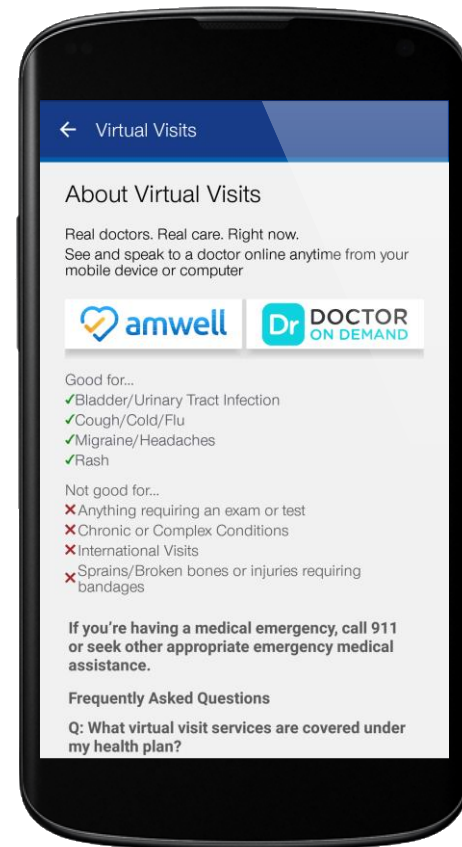 ← Virtual Visits
About Virtual Visits
Real doctors. Real care. Right now.
See and speak to a doctor online anytime from your
mobile device or computer
amwell
Dr DOCTOR
ON DEMAND
Good for...
✓Bladder/Urinary Tract Infection
✓Cough/Cold/Flu
✓Migraine/Headaches
✓Rash
Not good for...
✕Anything requiring an exam or test
✕Chronic or Complex Conditions
✕International Visits
✕Sprains/Broken bones or injuries requiring
bandages
If you’re having a medical emergency, call 911
or seek other appropriate emergency medical
assistance.
Frequently Asked Questions
Q: What virtual visit services are covered under
my health plan?